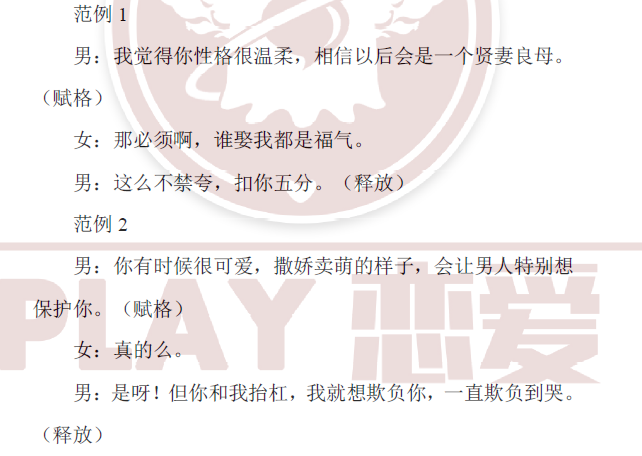 范例 1
男：我觉得你性格很温柔，相信以后会是一个贤妻良母。
（赋格）
女：那必须啊，谁娶我都是福气。
男：这么不禁夸，扣你五分。（释放）
范例 2
男：你有时候很可爱，撒娇卖萌的样子，会让男人特别想
保护你。（赋格）
女：真的么。
男：是呀！但你和我抬杠，我就想欺负你，一直欺负到哭。
（释放）
PLAY 恋爱